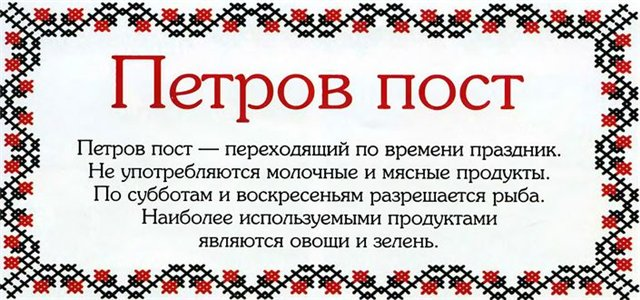 Петров пост
Петров пост — переходящий по времени праздник.
Не употребляются молочные и мясные продукты.
По субботам и воскресеньям разрешается рыба.
Наиболее используемыми продуктами
являются овощи и зелень.